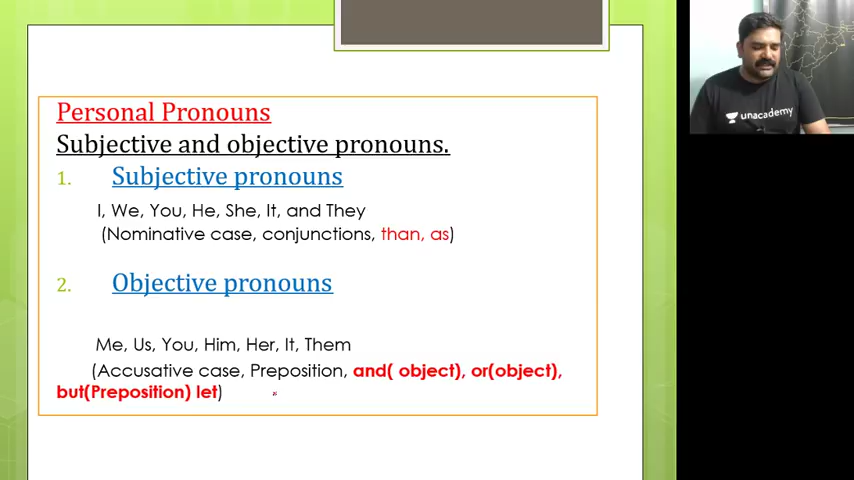 Personal Pronouns
Subjective and objective pronouns.
1. Subjective pronouns
I, We, You, He, She, It, and They
(Nominative case, conjunctions, than, as)
2. Objective pronouns
Me, Us, You, Him, Her, It, Them
(Accusative case, Preposition, and( object), or(object),
but(Preposition) let)
unacademy